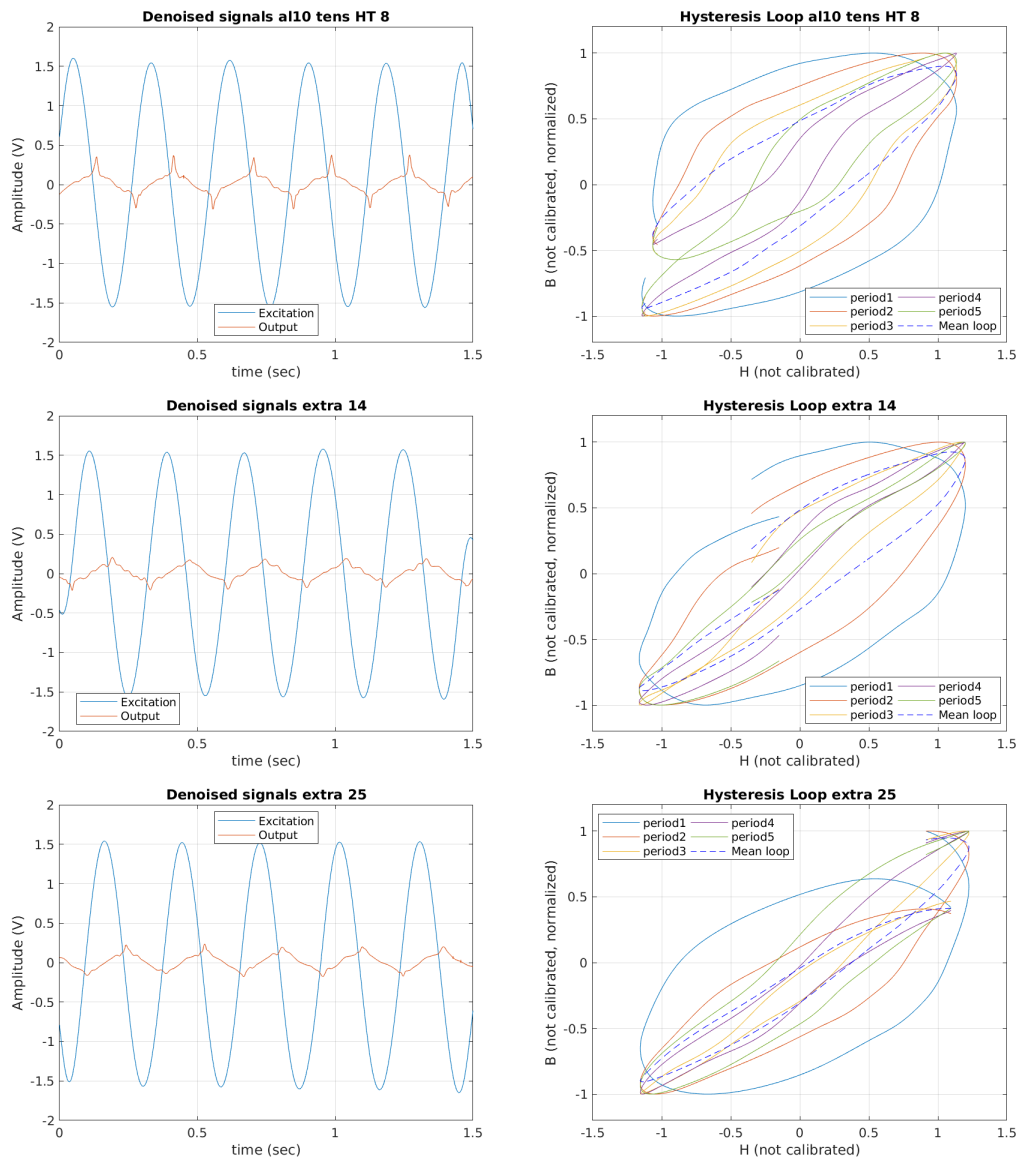 Denoised signals al10 tens HT 8
2
1.5
1
0.5
0
-0.5
-1
-1.5
-2
Amplitude (V)
Excitation
Output
0 0.5 1 1.5
time (sec)
Hysteresis Loop al10 tens HT 8
1
0.5
0
-0.5
-1
B (not calibrated, normalized)
period1 period4
period2 period5
period3 Mean loop
-1.5 -1 -0.5 0 0.5 1 1.5
H (not calibrated)
Denoised signals extra 14
2
1.5
1
0.5
0
-0.5
-1
-1.5
-2
Amplitude (V)
Excitation
Output
0 0.5 1 1.5
time (sec)
Hysteresis Loop extra 14
1
0.5
0
-0.5
-1
B (not calibrated, normalized)
period1 period4
period2 period5
period3 Mean loop
-1.5 -1 -0.5 0 0.5 1 1.5
H (not calibrated)
Denoised signals extra 25
Excitation
Output
2
1.5
1
0.5
0
-0.5
-1
-1.5
-2
Amplitude (V)
0 0.5 1 1.5
time (sec)
Hysteresis Loop extra 25
period1 period4
period2 period5
period3 Mean loop
1
0.5
0
-0.5
-1
B (not calibrated, normalized)
-1.5 -1 -0.5 0 0.5 1 1.5
H (not calibrated)